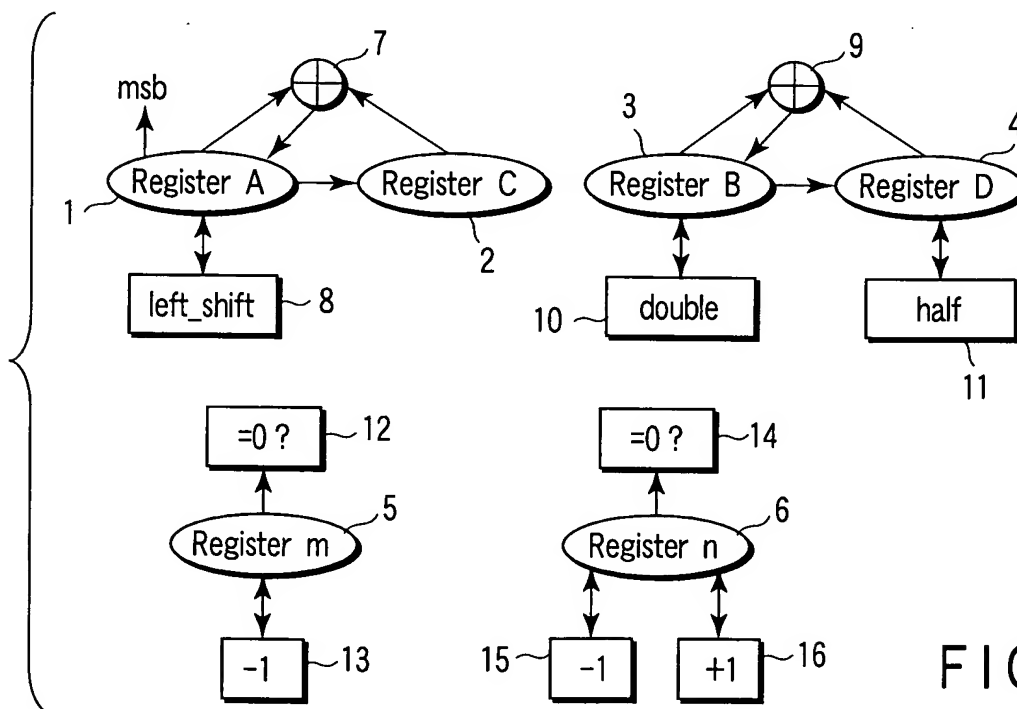 7
9
msb
3
4
Register A
Register C
Register B
Register D
1
2
left_shift
8
10
double
half
11
=0 ?
12
=0 ?
14
5
6
Register m
Register n
-1
13
15
-1
+1
16